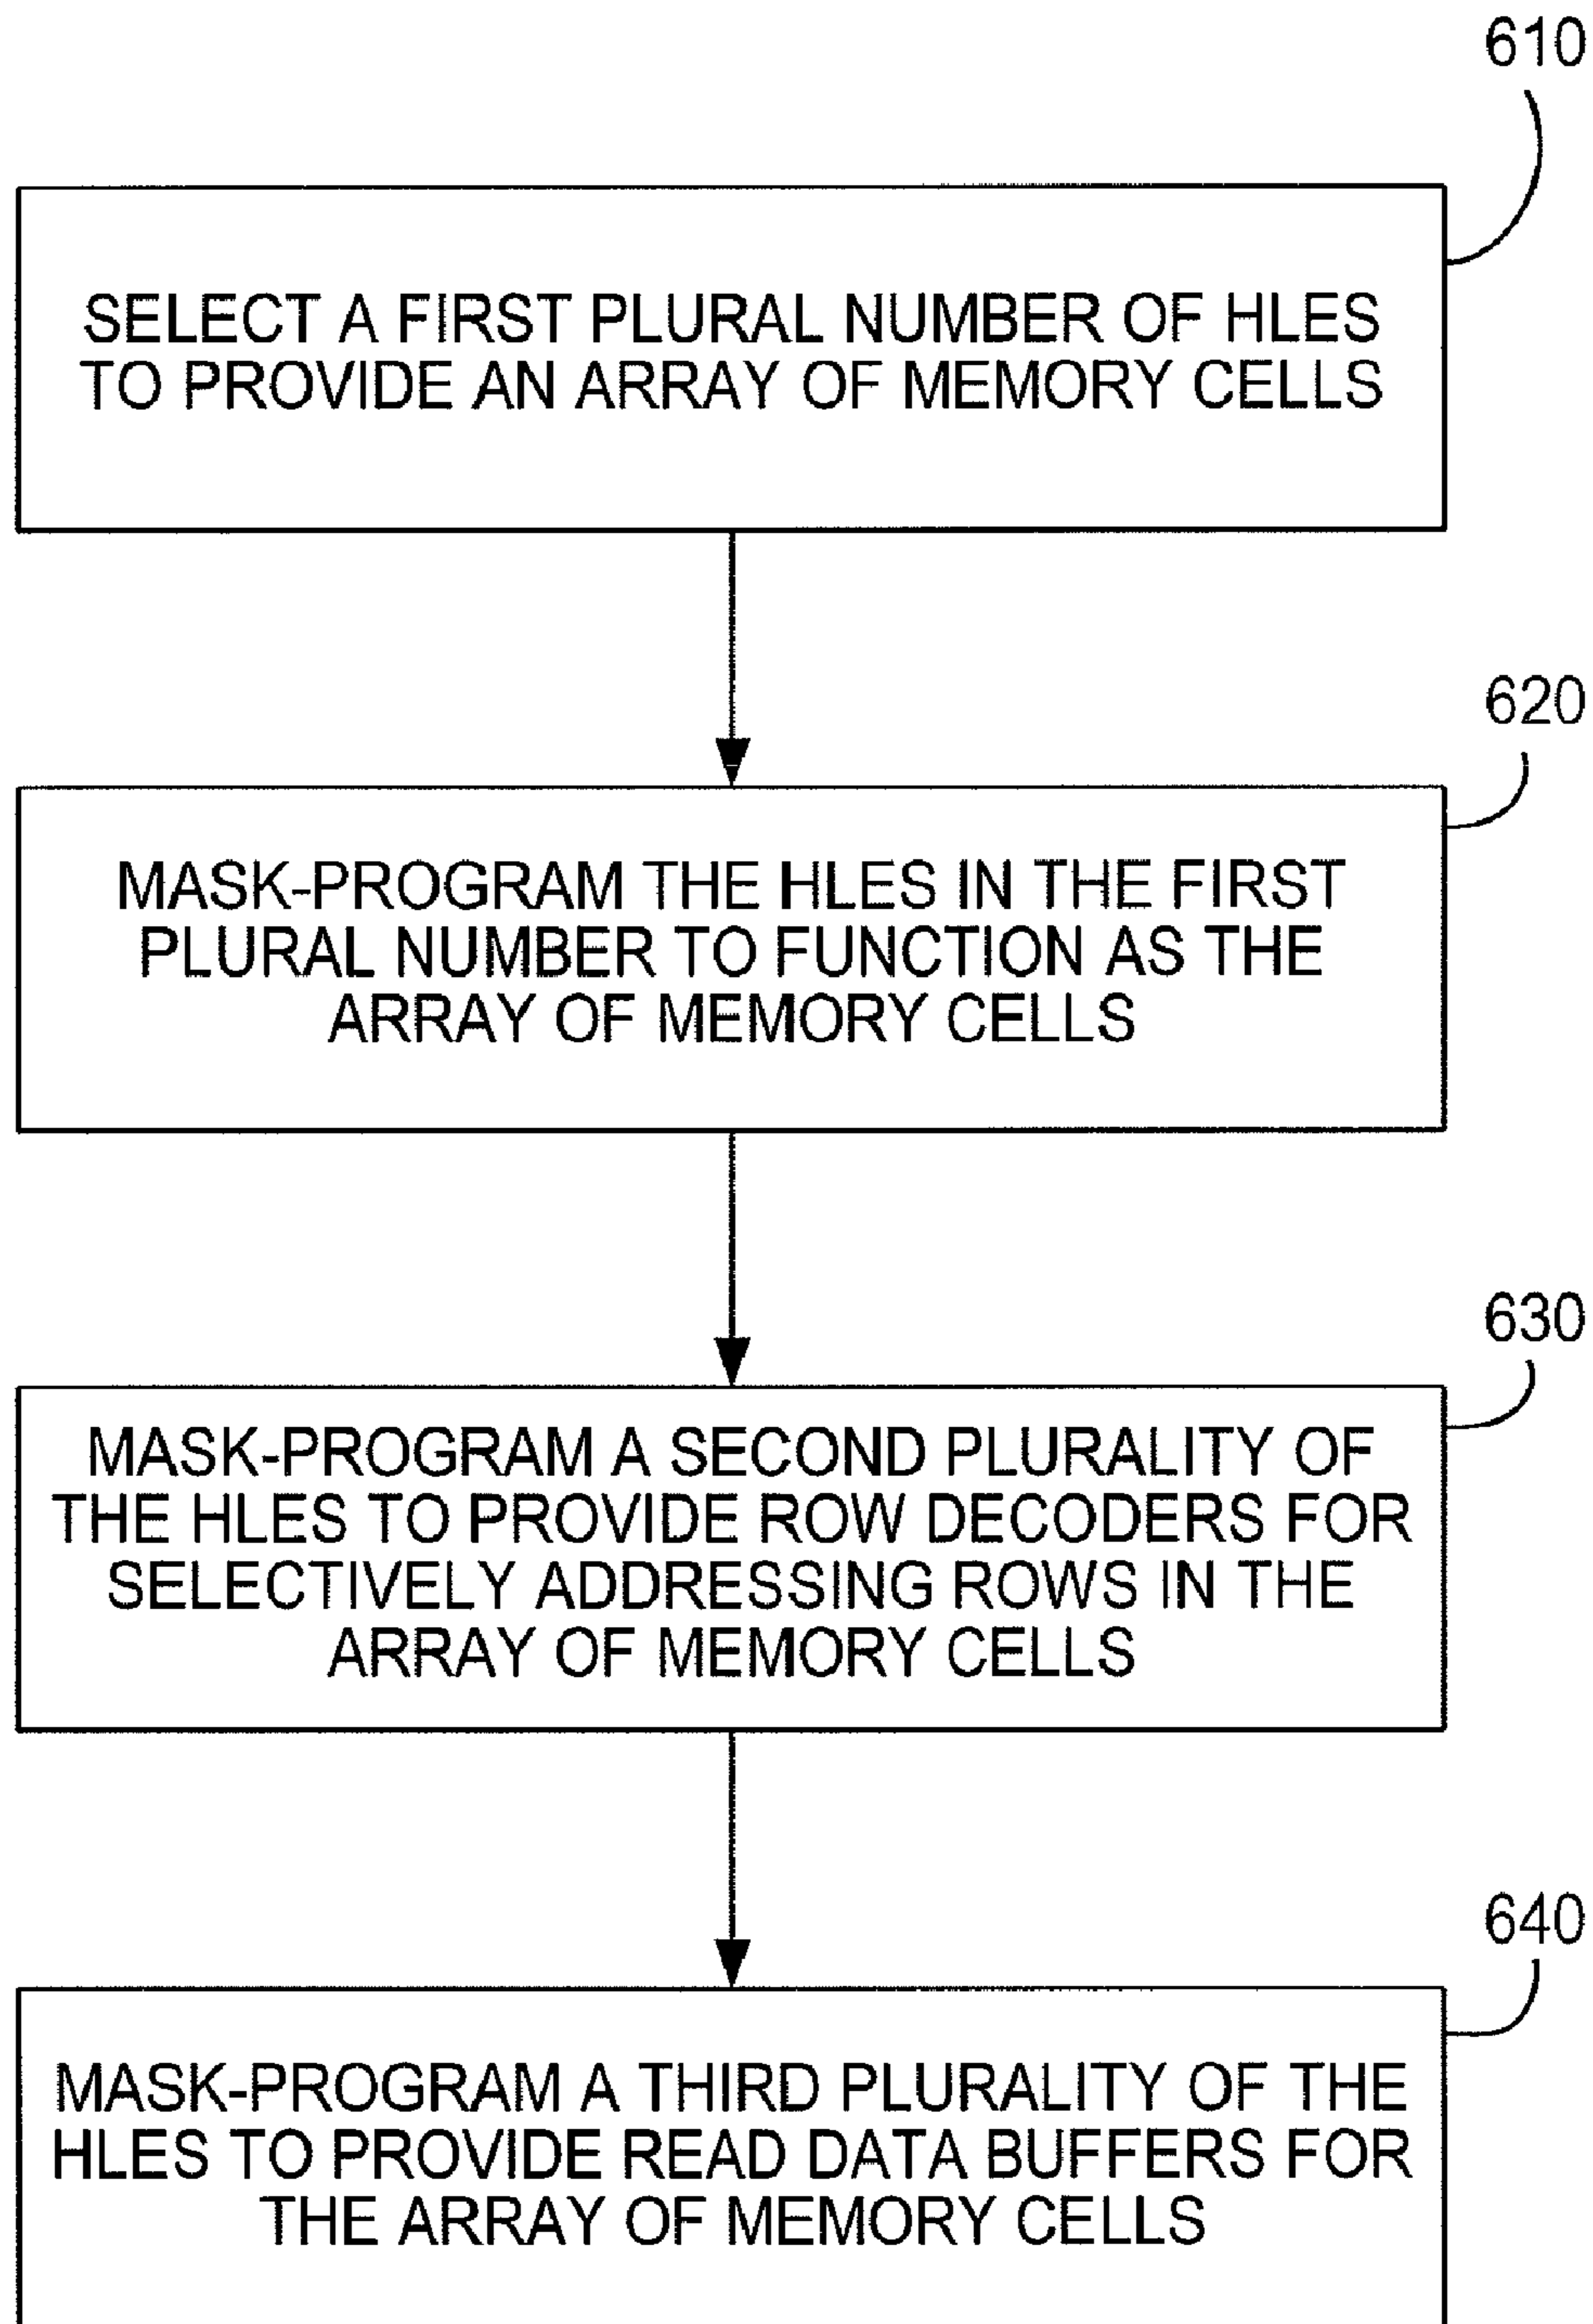 610
SELECT A FIRST PLURAL NUMBER OF HLES
TO PROVIDE AN ARRAY OF MEMORY CELLS
620
MASK-PROGRAM THE HLES IN THE FIRST
PLURAL NUMBER TO FUNCTION AS THE
ARRAY OF MEMORY CELLS
630
MASK-PROGRAM A SECOND PLURALITY OF
THE HLES TO PROVIDE ROW DECODERS FOR
SELECTIVELY ADDRESSING ROWS IN THE
ARRAY OF MEMORY CELLS
640
MASK-PROGRAM A THIRD PLURALITY OF THE
HLES TO PROVIDE READ DATA BUFFERS FOR
THE ARRAY OF MEMORY CELLS